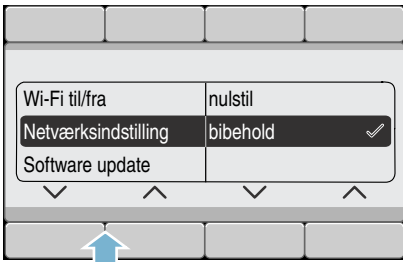 Wi-Fi til/fra nulstil
Netværksindstilling bibehold
Software update